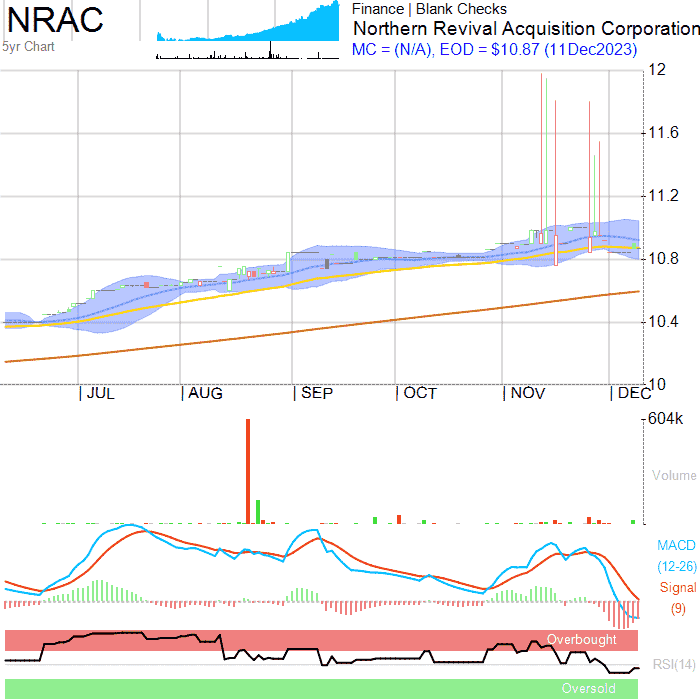 NRAC
5yr Chart
Finance | Blank Checks
Northern Revival Acquisition Corporation
MC = (N/A), EOD = $10.87 (11Dec2023)
12
11.6
11.2
10.8
10.4
10
JUL
AUG
SEP
OCT
NOV
DEC
604k
Volume
MACD
(12-26)
Signal
(9)
Overbought
RSI(14)
Oversold